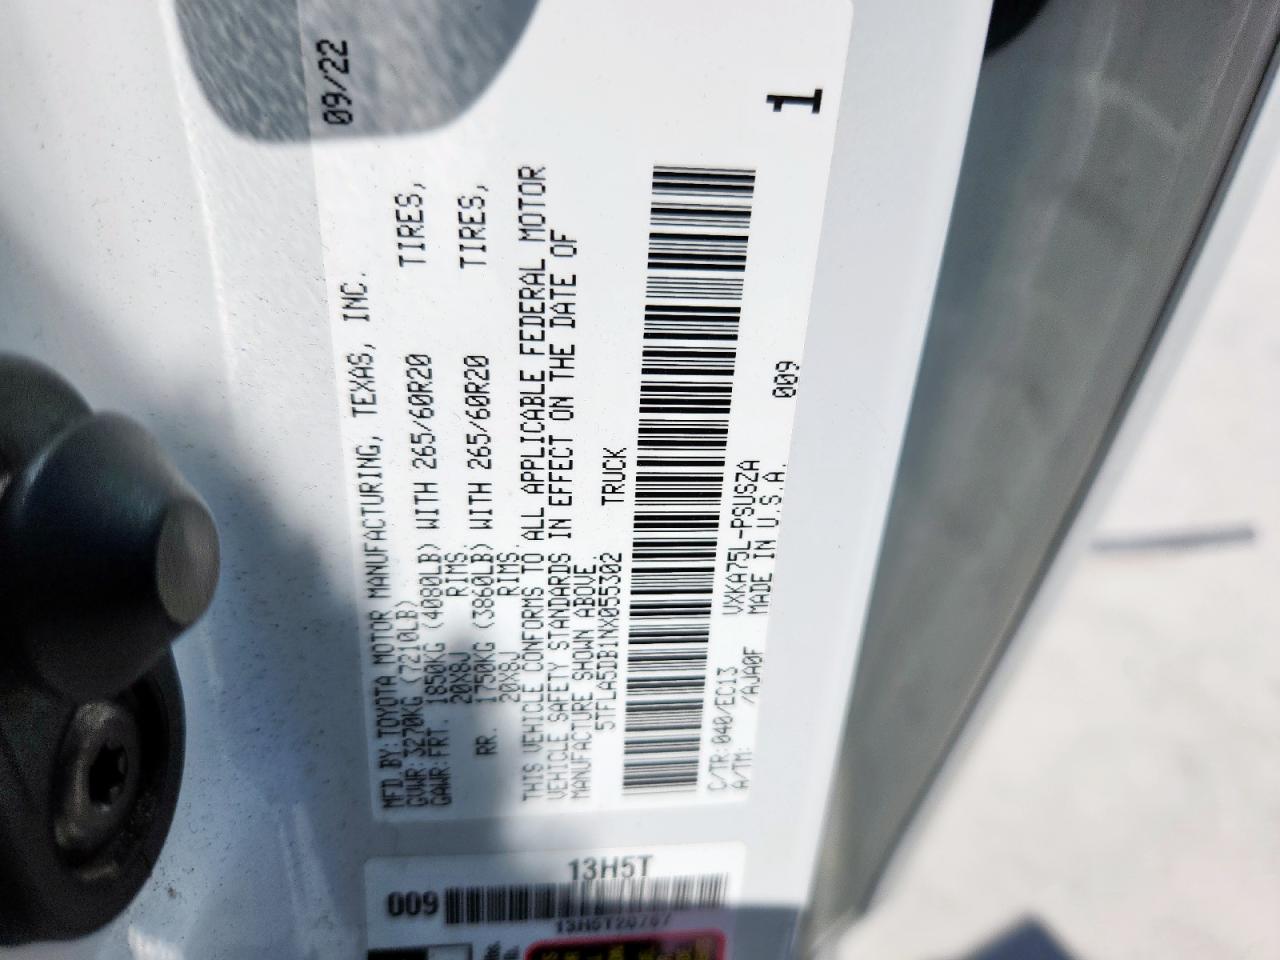 MFD BY: TOYOTA MOTOR MANUFACTURING, TEXAS, INC. 09/22
GVWR: 3270KG (7210LB)
GAWR: FRT. 1850KG (4080LB) WITH 265/60R20 TIRES,
20X8J RIMS.
RR. 1750KG (3860LB) WITH 265/60R20 TIRES,
20X8J RIMS.
THIS VEHICLE CONFORMS TO ALL APPLICABLE FEDERAL MOTOR
VEHICLE SAFETY STANDARDS IN EFFECT ON THE DATE OF
MANUFACTURE SHOWN ABOVE.
5TFLA5DB1NX055302 TRUCK
C/TR: 040/EC13 VXKA75L-PSUSZA
A/TM: /AJA0F MADE IN U.S.A. 009
1
13H5T
009
13H5T20767